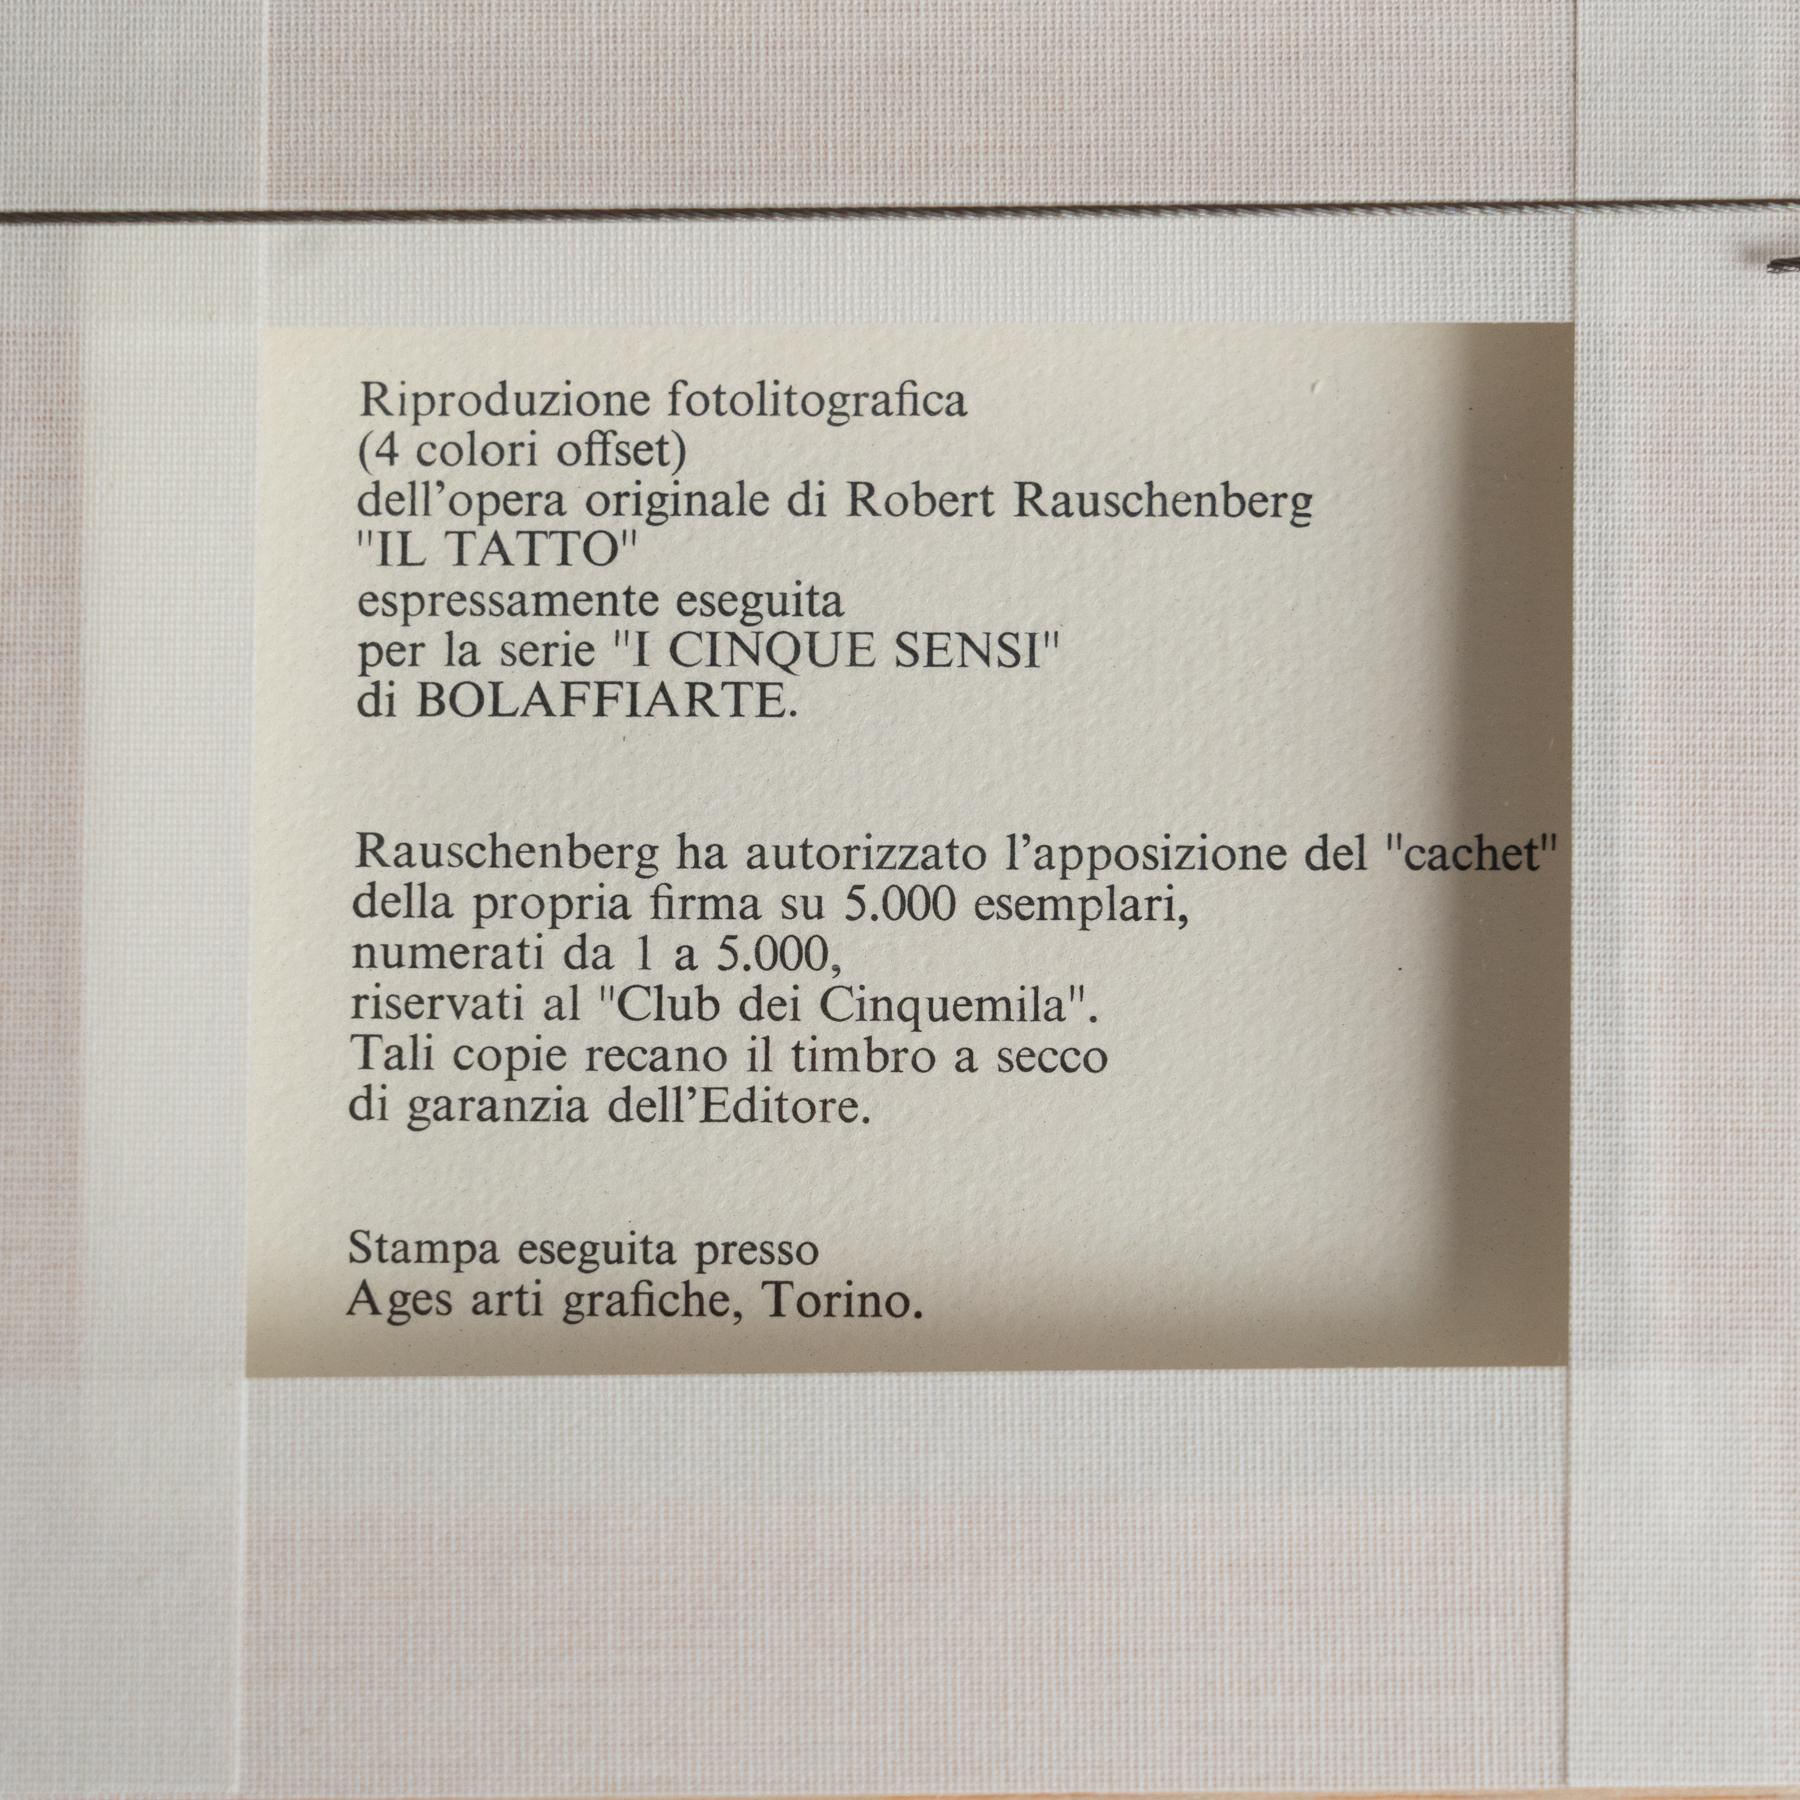 Riproduzione fotolitografica
(4 colori offset)
dell’opera originale di Robert Rauschenberg
"IL TATTO"
espressamente eseguita
per la serie "I CINQUE SENSI"
di BOLAFFIARTE.
Rauschenberg ha autorizzato l’apposizione del "cachet"
della propria firma su 5.000 esemplari,
numerati da 1 a 5.000,
riservati al "Club dei Cinquemila".
Tali copie recano il timbro a secco
di garanzia dell’Editore.
Stampa eseguita presso
Ages arti grafiche, Torino.